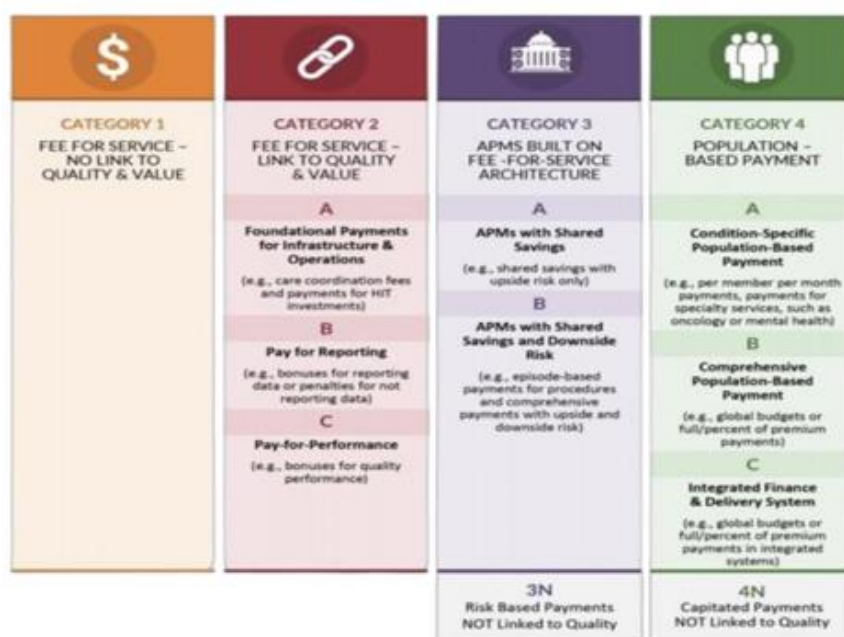 $
CATEGORY 1
FEE FOR SERVICE –
NO LINK TO
QUALITY & VALUE
CATEGORY 2
FEE FOR SERVICE –
LINK TO QUALITY
& VALUE
A
Foundational Payments
for Infrastructure &
Operations
(e.g., care coordination fees
and payments for HIT
investments)
B
Pay for Reporting
(e.g., bonuses for reporting
data or penalties for not
reporting data)
C
Pay-for-Performance
(e.g., bonuses for quality
performance)
CATEGORY 3
APMS BUILT ON
FEE -FOR-SERVICE
ARCHITECTURE
A
APMs with Shared
Savings
(e.g., shared savings with
upside risk only)
B
APMs with Shared
Savings and Downside
Risk
(e.g., episode-based
payments for procedures
and comprehensive
payments with upside and
downside risk)
3N
Risk Based Payments
NOT Linked to Quality
CATEGORY 4
POPULATION –
BASED PAYMENT
A
Condition-Specific
Population-Based
Payment
(e.g., per member per month
payments, payments for
specialty services, such as
oncology or mental health)
B
Comprehensive
Population-Based
Payment
(e.g., global budgets or
full/percent of premium
payments)
C
Integrated Finance
& Delivery System
(e.g., global budgets or
full/percent of premium
payments in integrated
systems)
4N
Capitated Payments
NOT Linked to Quality